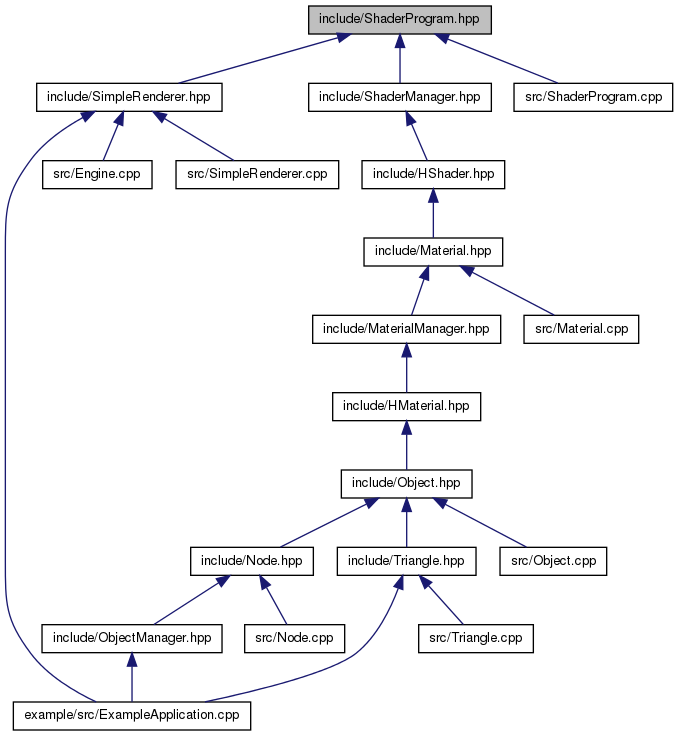 include/ShaderProgram.hpp
include/SimpleRenderer.hpp
include/ShaderManager.hpp
src/ShaderProgram.cpp
src/Engine.cpp
src/SimpleRenderer.cpp
include/HShader.hpp
include/Material.hpp
include/MaterialManager.hpp
src/Material.cpp
include/HMaterial.hpp
include/Object.hpp
include/Node.hpp
include/Triangle.hpp
src/Object.cpp
include/ObjectManager.hpp
src/Node.cpp
src/Triangle.cpp
example/src/ExampleApplication.cpp